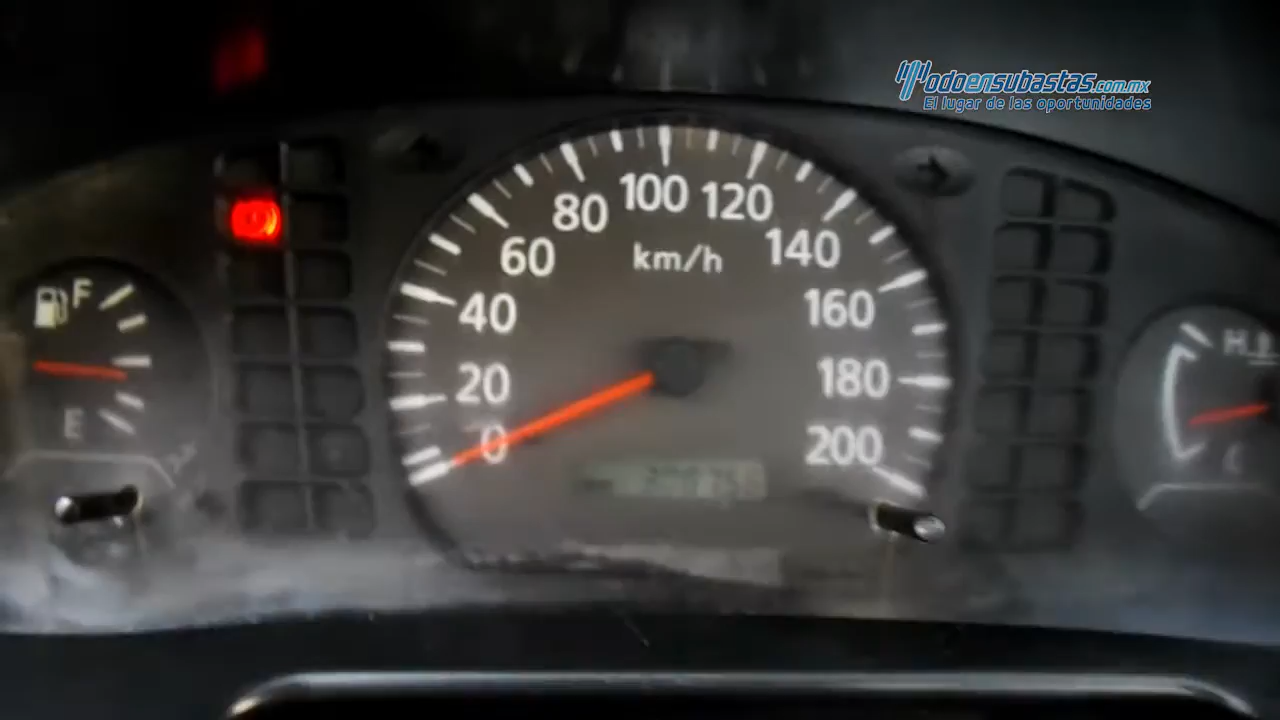 Modoensubastas.com.mx
El lugar de las oportunidades
F
E
0
20
40
60
80
100
120
140
160
180
200
km/h
H
C